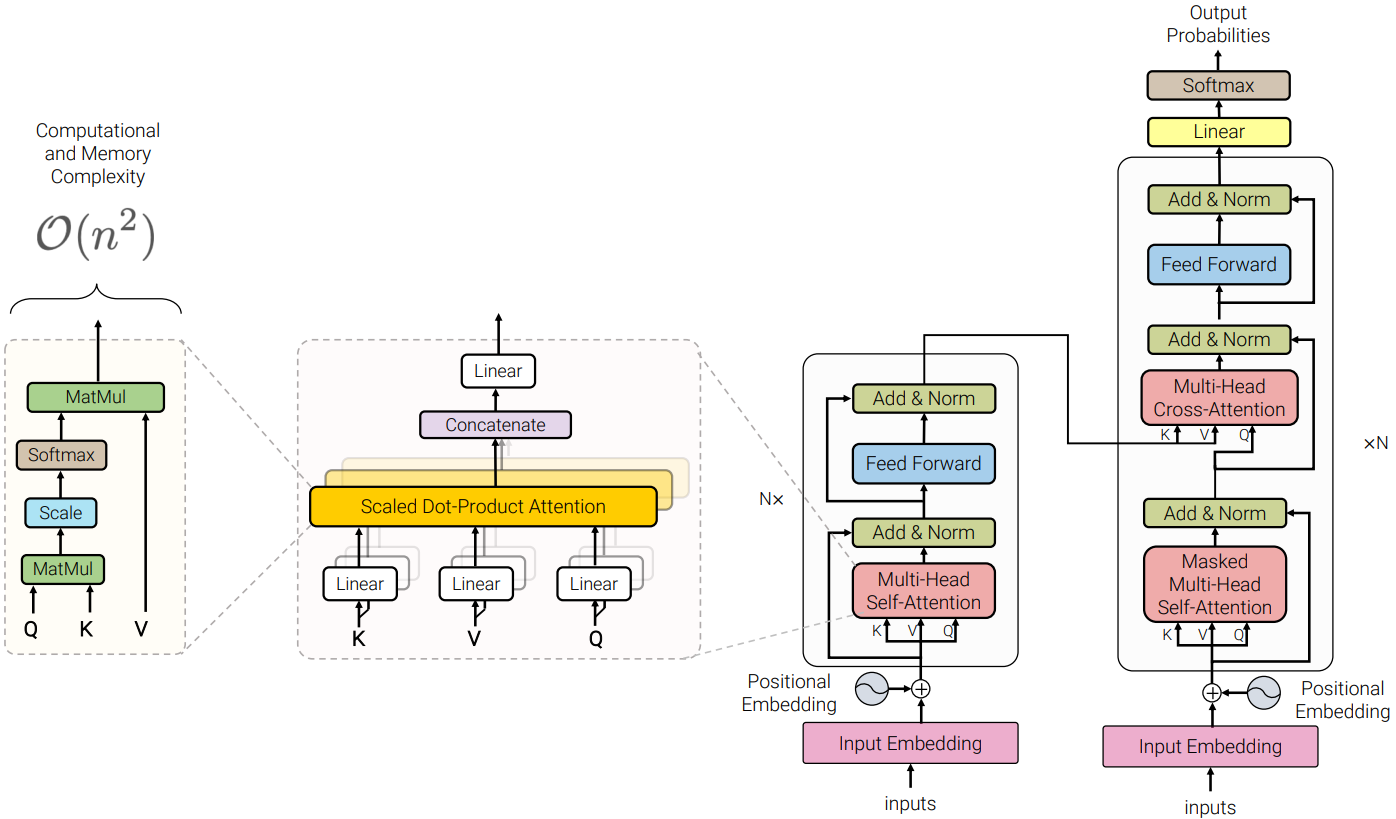 Computational
and Memory
Complexity
O(n²)
MatMul
Softmax
Scale
MatMul
Q K V
Linear
Concatenate
Scaled Dot-Product Attention
Linear Linear Linear
K V Q
N×
Add & Norm
Feed Forward
Add & Norm
Multi-Head
Self-Attention
K V Q
Positional
Embedding
Input Embedding
inputs
Output
Probabilities
Softmax
Linear
Add & Norm
Feed Forward
Add & Norm
Multi-Head
Cross-Attention
K V Q
×N
Add & Norm
Masked
Multi-Head
Self-Attention
K V Q
Positional
Embedding
Input Embedding
inputs